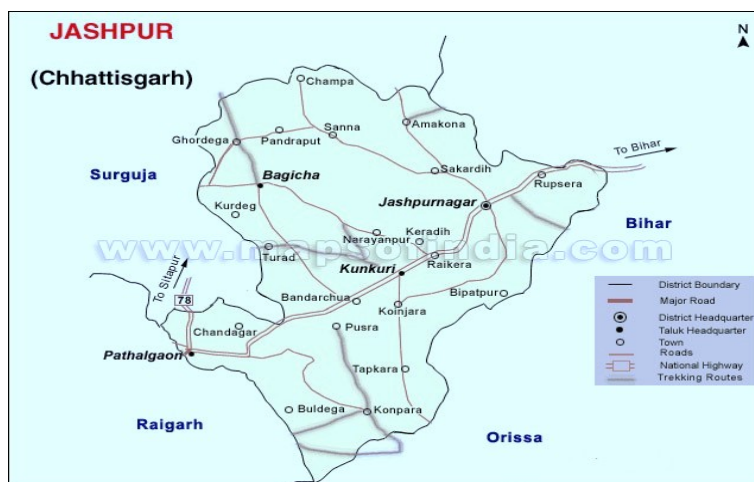 JASHPUR
(Chhattisgarh)
N
Champa
Amakona
Sanna
Pandraput
Ghordega
To Bihar
Surguja
Bagicha
Sakardih
Rupsera
Jashpurnagar
Kurdeg
Bihar
Keradih
Narayanpur
www.mapsofindia.com
Turad
Raikera
Kunkuri
To Sitapur
78
Bandarchua
Koinjara
Bipatpur
Chandagar
Pusra
Pathalgaon
Tapkara
Buldega
Konpara
Raigarh
Orissa
District Boundary
Major Road
District Headquarter
Taluk Headquarter
Town
Roads
National Highway
Trekking Routes